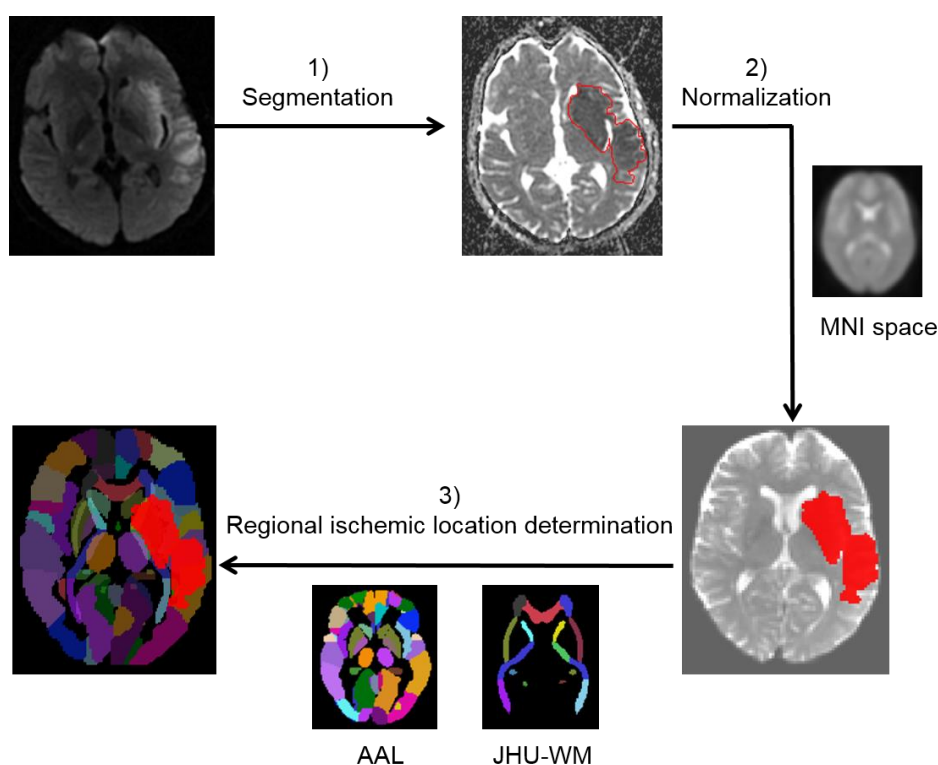 1)
Segmentation
2)
Normalization
MNI space
3)
Regional ischemic location determination
AAL
JHU-WM